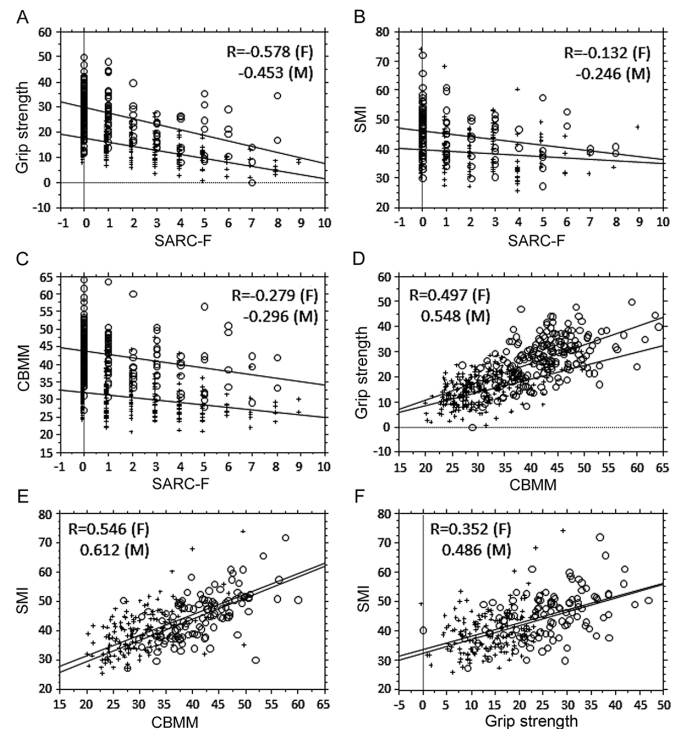 A
60
50
40
30
20
10
0
-10
Grip strength
R=-0.578 (F)
-0.453 (M)
-1 0 1 2 3 4 5 6 7 8 9 10
SARC-F
B
80
70
60
50
40
30
20
SMI
R=-0.132 (F)
-0.246 (M)
-1 0 1 2 3 4 5 6 7 8 9 10
SARC-F
C
65
60
55
50
45
40
35
30
25
20
15
CBMM
R=-0.279 (F)
-0.296 (M)
-1 0 1 2 3 4 5 6 7 8 9 10
SARC-F
D
60
50
40
30
20
10
0
-10
Grip strength
R=0.497 (F)
0.548 (M)
15 20 25 30 35 40 45 50 55 60 65
CBMM
E
80
70
60
50
40
30
20
SMI
R=0.546 (F)
0.612 (M)
15 20 25 30 35 40 45 50 55 60 65
CBMM
F
80
70
60
50
40
30
20
SMI
R=0.352 (F)
0.486 (M)
-5 0 5 10 15 20 25 30 35 40 45 50
Grip strength